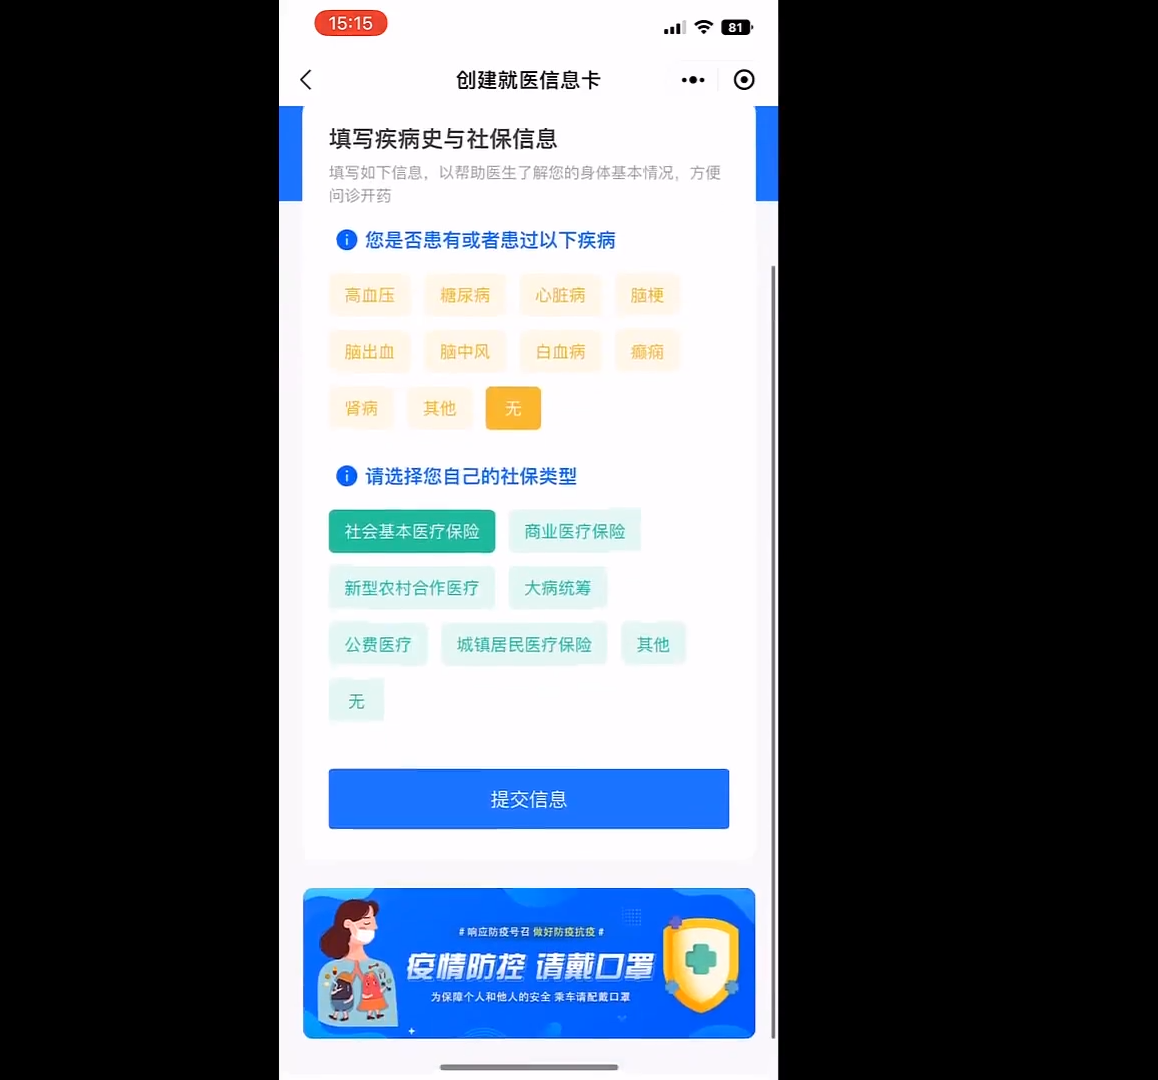 15:15
81
创建就医信息卡
填写疾病史与社保信息
填写如下信息，以帮助医生了解您的身体基本情况，方便
问诊开药
您是否患有或者患过以下疾病
高血压 糖尿病 心脏病 脑梗
脑出血 脑中风 白血病 癫痫
肾病 其他 无
请选择您自己的社保类型
社会基本医疗保险 商业医疗保险
新型农村合作医疗 大病统筹
公费医疗 城镇居民医疗保险 其他
无
提交信息
# 响应防疫号召 做好防疫抗疫 #
疫情防控 请戴口罩
为保障个人和他人的安全 乘车请配戴口罩